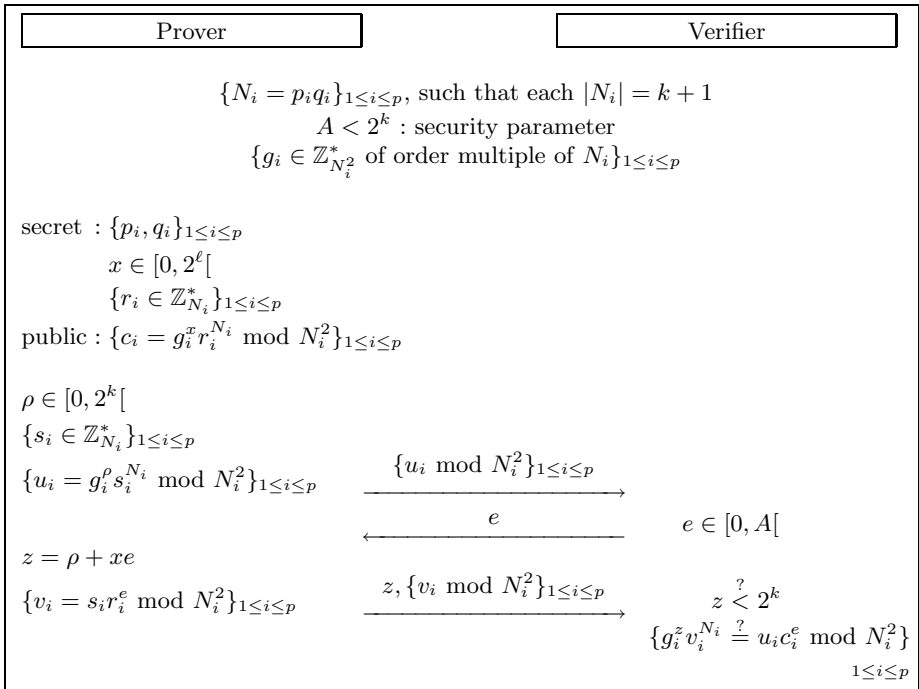 Prover Verifier
{N_i = p_i q_i}_{1≤i≤p}, such that each |N_i| = k + 1
A < 2^k : security parameter
{g_i ∈ ℤ*_{N_i^2} of order multiple of N_i}_{1≤i≤p}
secret : {p_i, q_i}_{1≤i≤p}
x ∈ [0, 2^ℓ[
{r_i ∈ ℤ*_{N_i}}_{1≤i≤p}
public : {c_i = g_i^x r_i^{N_i} mod N_i^2}_{1≤i≤p}
ρ ∈ [0, 2^k[
{s_i ∈ ℤ*_{N_i}}_{1≤i≤p}
{u_i = g_i^ρ s_i^{N_i} mod N_i^2}_{1≤i≤p} {u_i mod N_i^2}_{1≤i≤p}
e e ∈ [0, A[
z = ρ + xe
{v_i = s_i r_i^e mod N_i^2}_{1≤i≤p} z, {v_i mod N_i^2}_{1≤i≤p} z <^? 2^k
{g_i^z v_i^{N_i} =^? u_i c_i^e mod N_i^2}
1≤i≤p